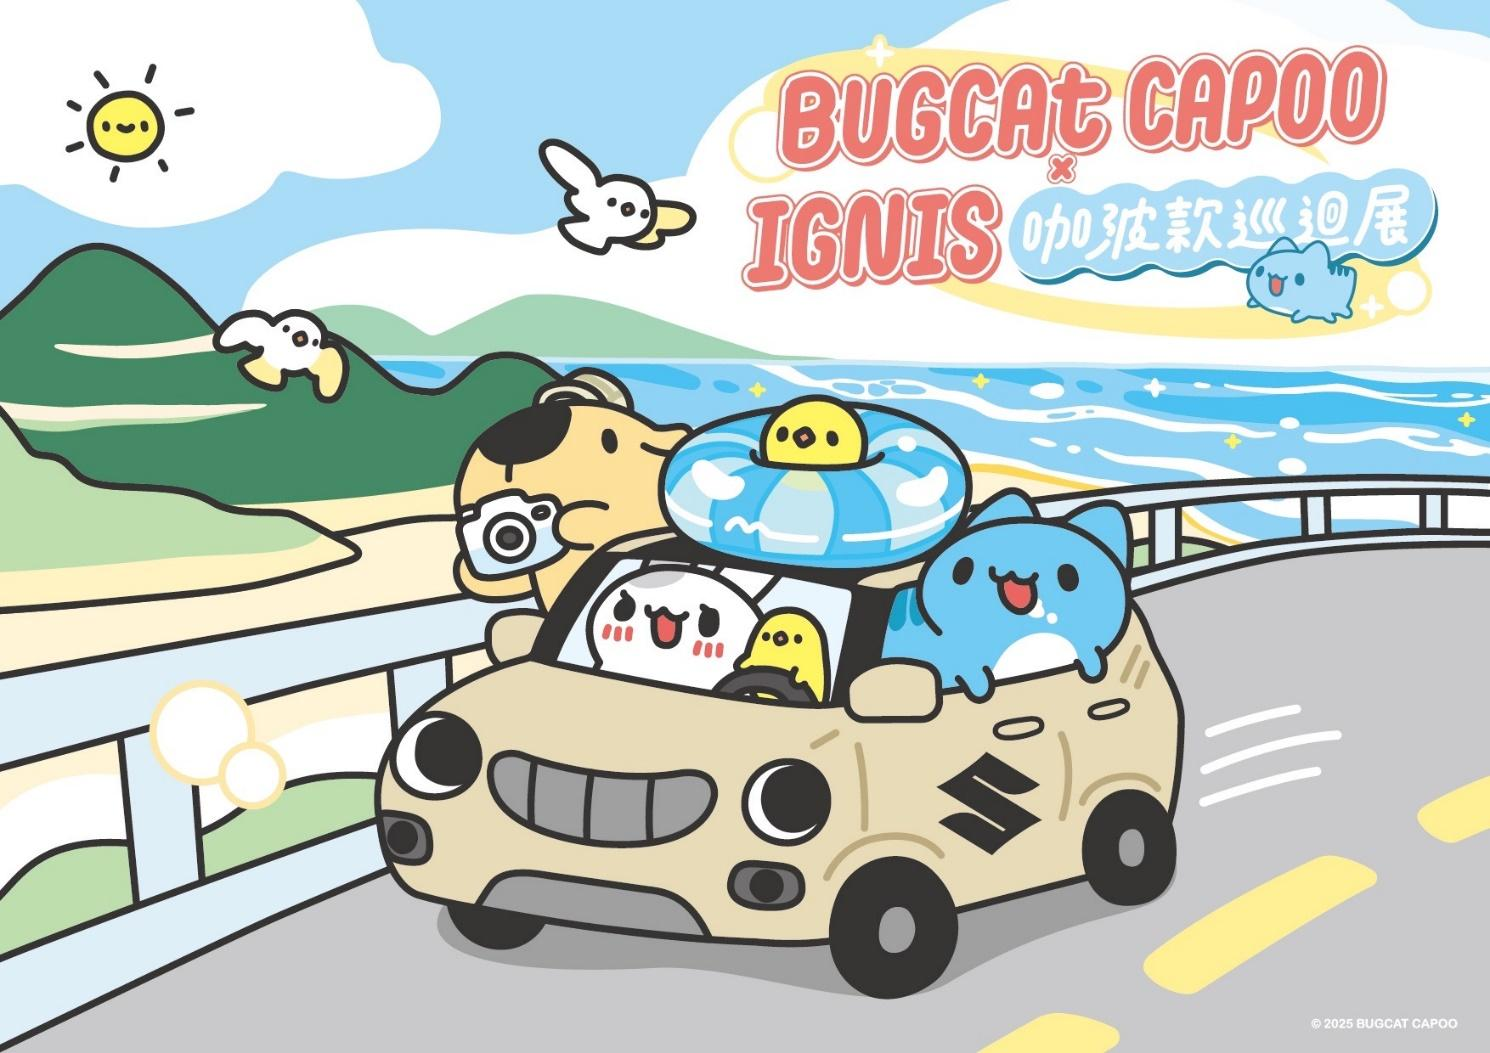 BUGCAt CAPOO
×
IGNIS 咖波款巡迴展
© 2025 BUGCAT CAPOO